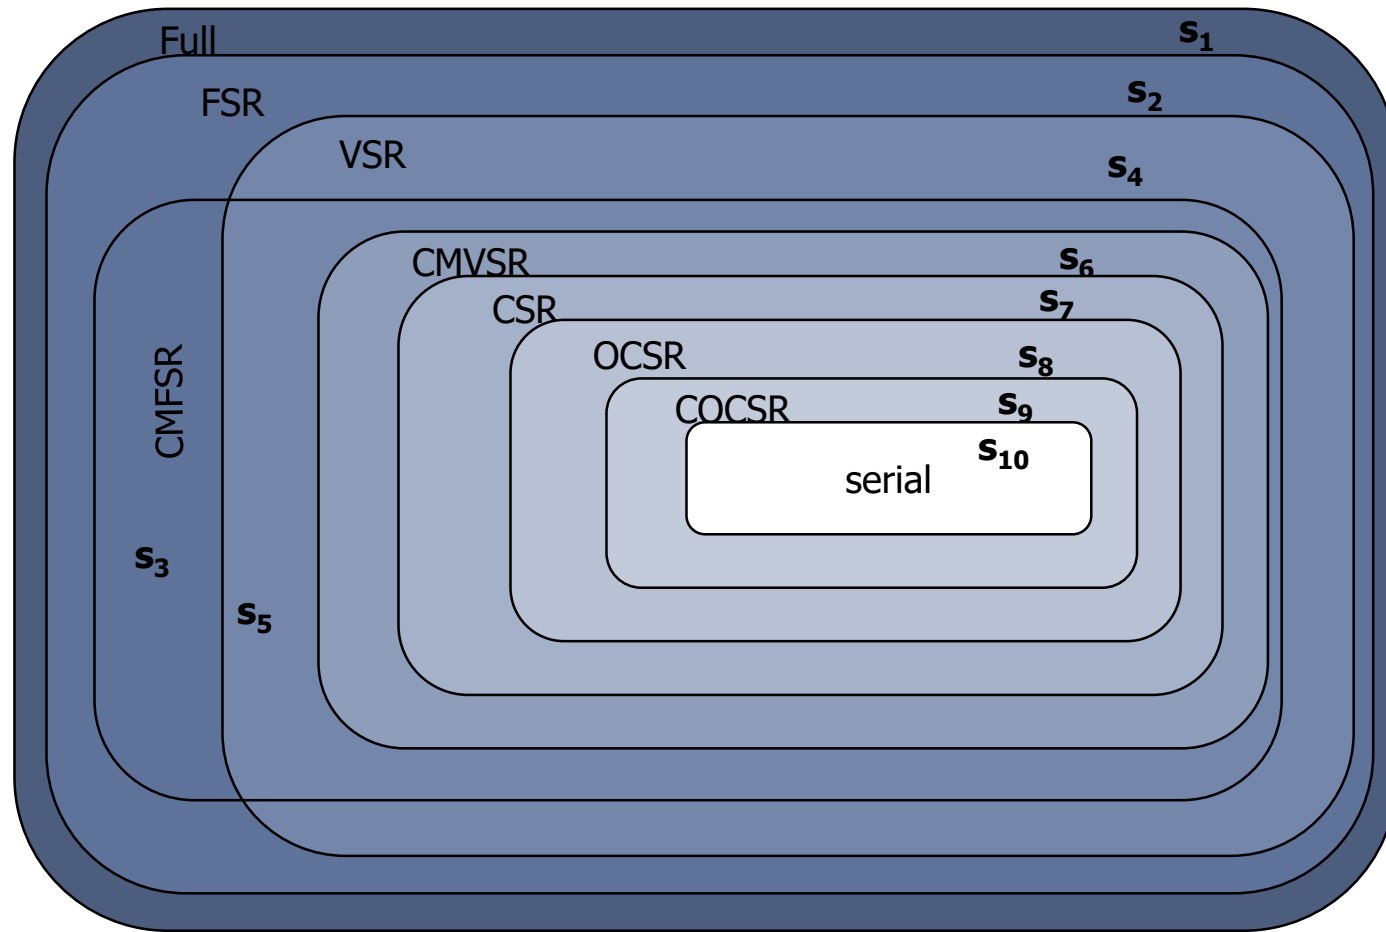 Full
s₁
FSR
s₂
VSR
s₄
CMVSR
s₆
CSR
s₇
OCSR
s₈
COCSR
s₉
s₁₀
serial
CMFSR
s₃
s₅